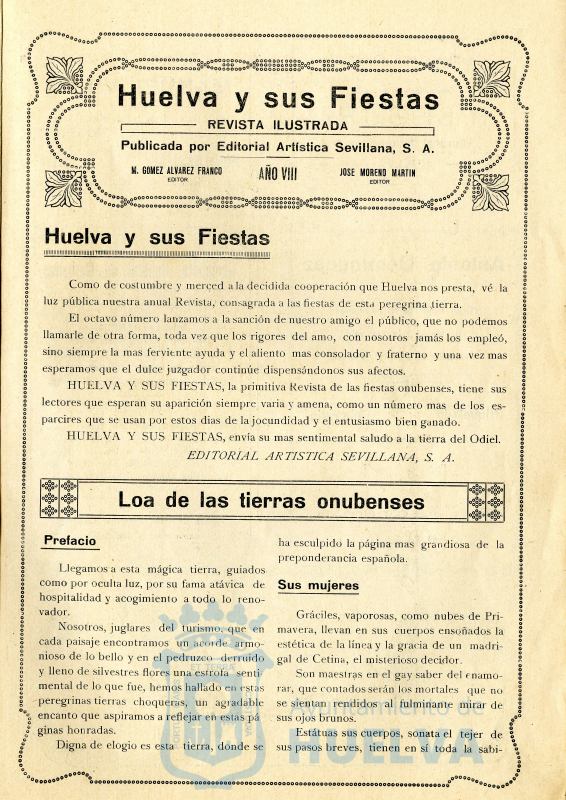 Huelva y sus Fiestas
REVISTA ILUSTRADA
Publicada por Editorial Artística Sevillana, S. A.
M. GOMEZ ALVAREZ FRANCO
EDITOR
AÑO VIII
JOSE MORENO MARTIN
EDITOR
Huelva y sus Fiestas
Como de costumbre y merced a la decidida cooperación que Huelva nos presta, vé la
luz pública nuestra anual Revista, consagrada a las fiestas de esta peregrina tierra.
El octavo número lanzamos a la sanción de nuestro amigo el público, que no podemos
llamarle de otra forma, toda vez que los rigores del amo, con nosotros jamás los empleó,
sino siempre la mas ferviente ayuda y el aliento mas consolador y fraterno y una vez mas
esperamos que el dulce juzgador continúe dispensándonos sus afectos.
HUELVA Y SUS FIESTAS, la primitiva Revista de las fiestas onubenses, tiene sus
lectores que esperan su aparición siempre varia y amena, como un número mas de los es-
parcires que se usan por estos dias de la jocundidad y el entusiasmo bien ganado.
HUELVA Y SUS FIESTAS, envía su mas sentimental saludo a la tierra del Odiel.
EDITORIAL ARTISTICA SEVILLANA, S. A.
Loa de las tierras onubenses
Prefacio
Llegamos a esta mágica tierra, guiados
como por oculta luz, por su fama atávica de
hospitalidad y acogimiento a todo lo reno-
vador.
Nosotros, juglares del turismo, que en
cada paisaje encontramos un acorde armo-
nioso de lo bello y en el pedruzco derruido
y lleno de silvestres flores una estrofa senti
mental de lo que fue, hemos hallado en estas
peregrinas tierras choqueras, un agradable
encanto que aspiramos a reflejar en estas pá
ginas honradas.
Digna de elogio es esta tierra, donde se
ha esculpido la página mas grandiosa de la
preponderancia española.
Sus mujeres
Gráciles, vaporosas, como nubes de Pri-
mavera, llevan en sus cuerpos ensoñados la
estética de la línea y la gracia de un madri-
gal de Cetina, el misterioso decidor.
Son maestras en el gay saber del enamo-
rar, que contados serán los mortales que no
se sientan rendidos al fulminante mirar de
sus ojos brunos.
Estátuas sus cuerpos, sonata el tejer de
sus pasos breves, tienen en sí toda la sabi-
Ayuntamiento de
HUELVA